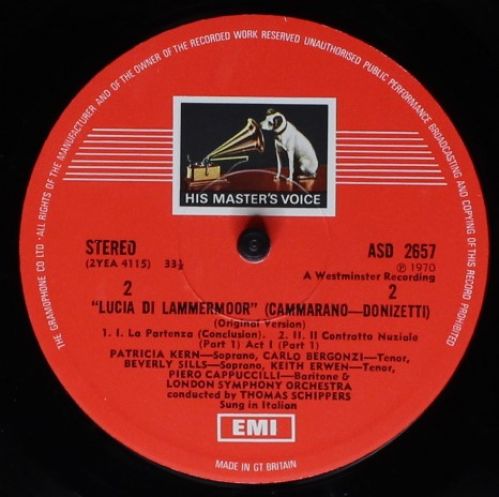 THE GRAMOPHONE CO LTD · ALL RIGHTS OF THE MANUFACTURER AND OF THE OWNER OF THE RECORDED WORK RESERVED UNAUTHORISED PUBLIC PERFORMANCE BROADCASTING AND COPYING OF THIS RECORD PROHIBITED
HIS MASTER'S VOICE
STEREO
(2YEA 4115) 33⅓
2
ASD 2657
Ⓟ 1970
A Westminster Recording
2
"LUCIA DI LAMMERMOOR" (CAMMARANO—DONIZETTI)
(Original Version)
1. I. La Partenza (Conclusion). 2. II. Il Contratto Nuziale
(Part 1) Act I (Part 1)
PATRICIA KERN—Soprano, CARLO BERGONZI—Tenor,
BEVERLY SILLS—Soprano, KEITH ERWEN—Tenor,
PIERO CAPPUCCILLI—Baritone &
LONDON SYMPHONY ORCHESTRA
conducted by THOMAS SCHIPPERS
Sung in Italian
EMI
MADE IN GT BRITAIN